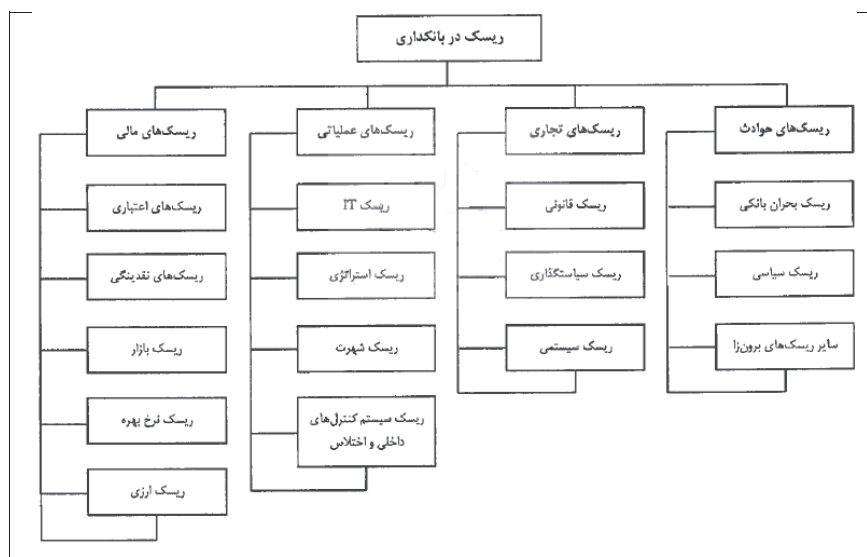 ریسک در بانکداری
ریسک‌های حوادث
ریسک بحران بانکی
ریسک سیاسی
سایر ریسک‌های برون‌زا
ریسک‌های تجاری
ریسک قانونی
ریسک سیاستگذاری
ریسک سیستمی
ریسک‌های عملیاتی
ریسک IT
ریسک استراتژی
ریسک شهرت
ریسک سیستم کنترل‌های
داخلی و اختلاس
ریسک‌های مالی
ریسک‌های اعتباری
ریسک‌های نقدینگی
ریسک بازار
ریسک نرخ بهره
ریسک ارزی